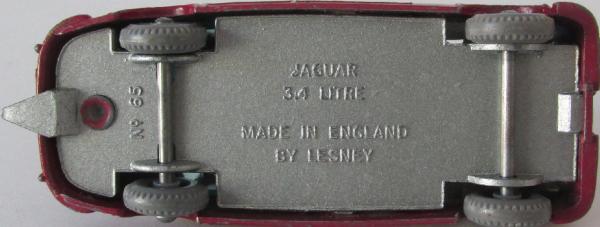 JAGUAR
3.4 LITRE
MADE IN ENGLAND
BY LESNEY
Nº 65